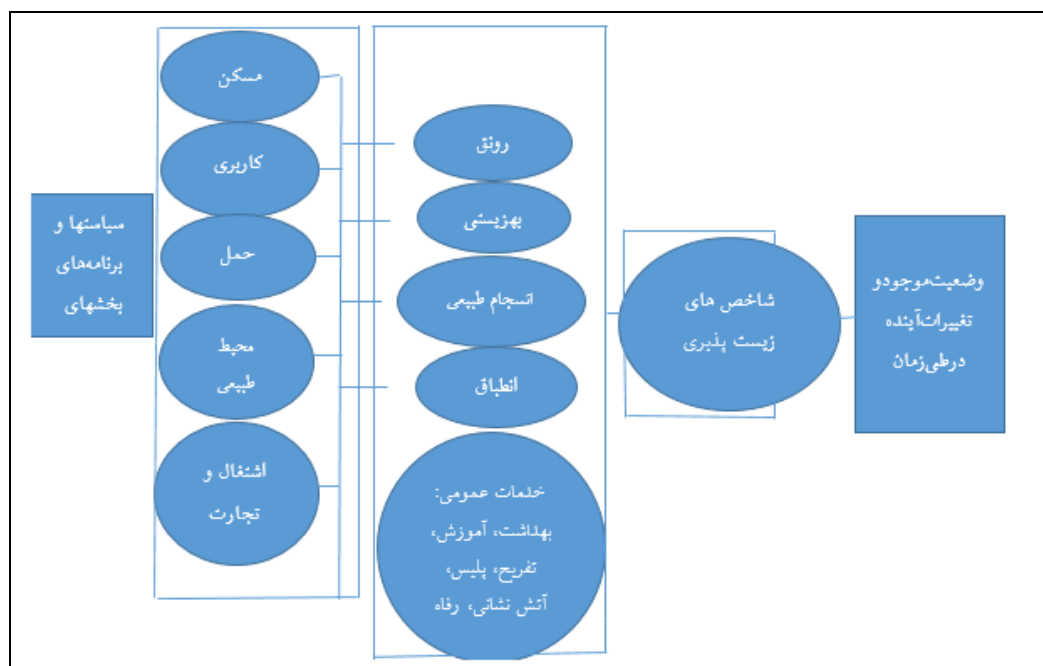 وضعیت‌موجودو
تغییرات‌آینده
درطی‌زمان
شاخص های
زیست پذیری
رونق
بهزیستی
انسجام طبیعی
انطباق
خدمات عمومی:
بهداشت، آموزش،
تفریح، پلیس،
آتش نشانی، رفاه
مسکن
کاربری
حمل
محیط
طبیعی
اشتغال و
تجارت
سیاستها و
برنامه‌های
بخشهای